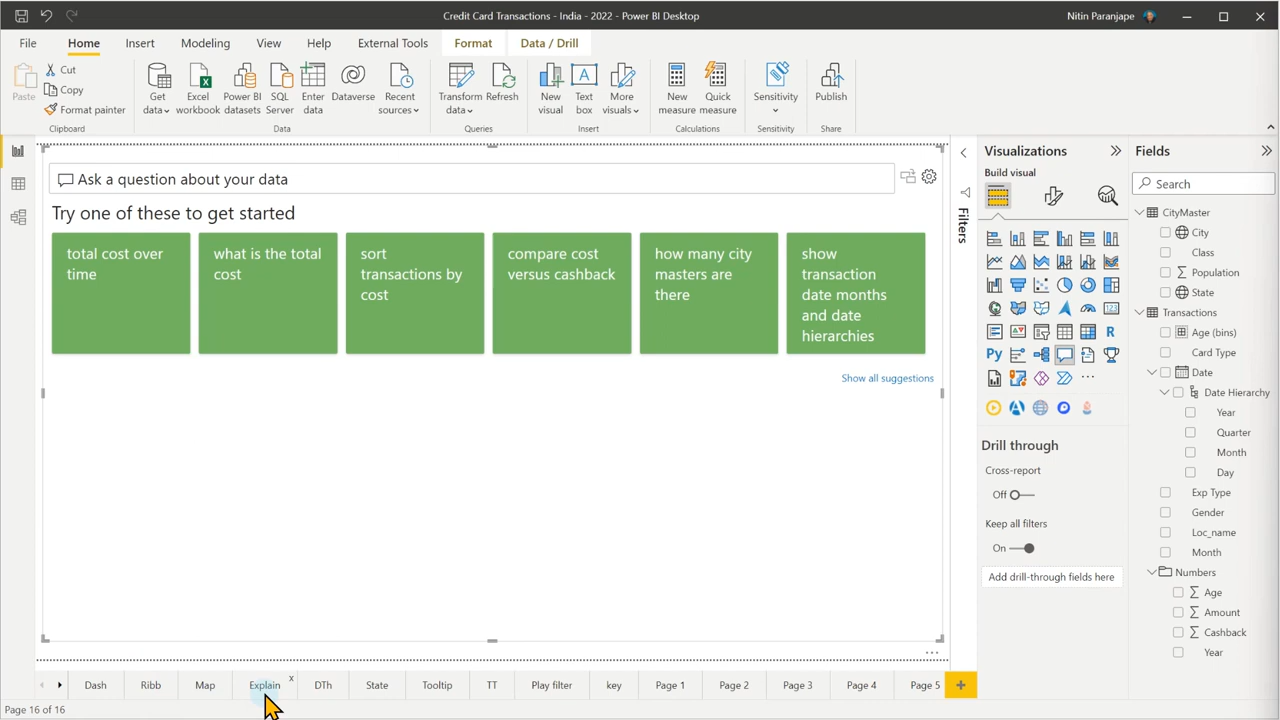 Credit Card Transactions - India - 2022 - Power BI Desktop
Nitin Paranjape
File Home Insert Modeling View Help External Tools Format Data / Drill
Paste
Cut
Copy
Format painter
Clipboard
Get data
Excel workbook
Power BI datasets
SQL Server
Enter data
Dataverse
Recent sources
Data
Transform data
Refresh
Queries
New visual
Text box
More visuals
Insert
New measure
Quick measure
Calculations
Sensitivity
Sensitivity
Publish
Share
Ask a question about your data
Try one of these to get started
total cost over
time
what is the total
cost
sort
transactions by
cost
compare cost
versus cashback
how many city
masters are
there
show
transaction
date months
and date
hierarchies
Show all suggestions
Filters
Visualizations
Build visual
R
Py
123
Drill through
Cross-report
Off
Keep all filters
On
Add drill-through fields here
Fields
Search
CityMaster
City
Class
Population
State
Transactions
Age (bins)
Card Type
Date
Date Hierarchy
Year
Quarter
Month
Day
Exp Type
Gender
Loc_name
Month
Numbers
Age
Amount
Cashback
Year
Dash Ribb Map Explain x DTh State Tooltip TT Play filter key Page 1 Page 2 Page 3 Page 4 Page 5 +
Page 16 of 16